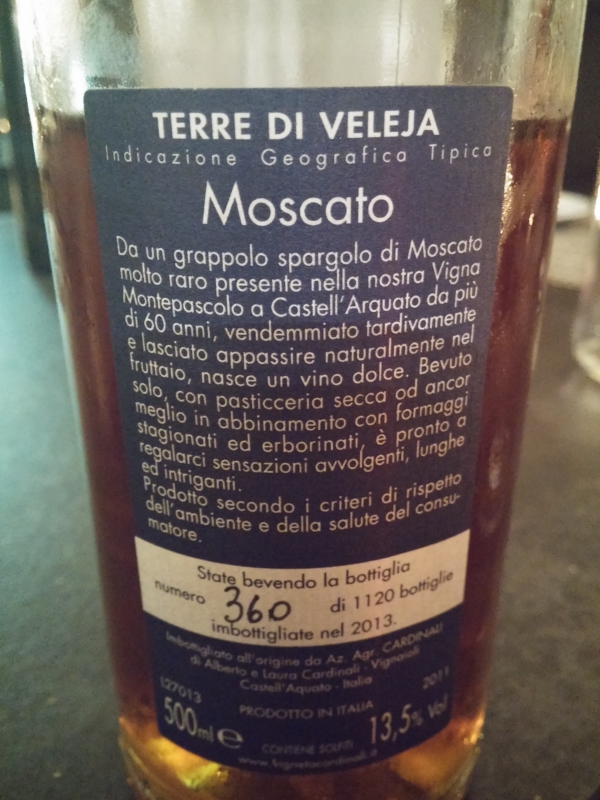 TERRE DI VELEJA
Indicazione Geografica Tipica
Moscato
Da un grappolo spargolo di Moscato
molto raro presente nella nostra Vigna
Montepascolo a Castell'Arquato da più
di 60 anni, vendemmiato tardivamente
e lasciato appassire naturalmente nel
fruttaio, nasce un vino dolce. Bevuto
solo, con pasticceria secca od ancor
meglio in abbinamento con formaggi
stagionati ed erborinati, è pronto a
regalarci sensazioni avvolgenti, lunghe
ed intriganti.
Prodotto secondo i criteri di rispetto
dell'ambiente e della salute del consu-
matore.
State bevendo la bottiglia
numero 360 di 1120 bottiglie
imbottigliate nel 2013.
Imbottigliato all'origine da Az. Agr. CARDINALI
di Alberto e Laura Cardinali - Vignaioli
Castell'Aquato - Italia
L27013 2011
PRODOTTO IN ITALIA
500ml e 13,5% Vol
CONTIENE SOLFITI
www.vignetocardinali.it